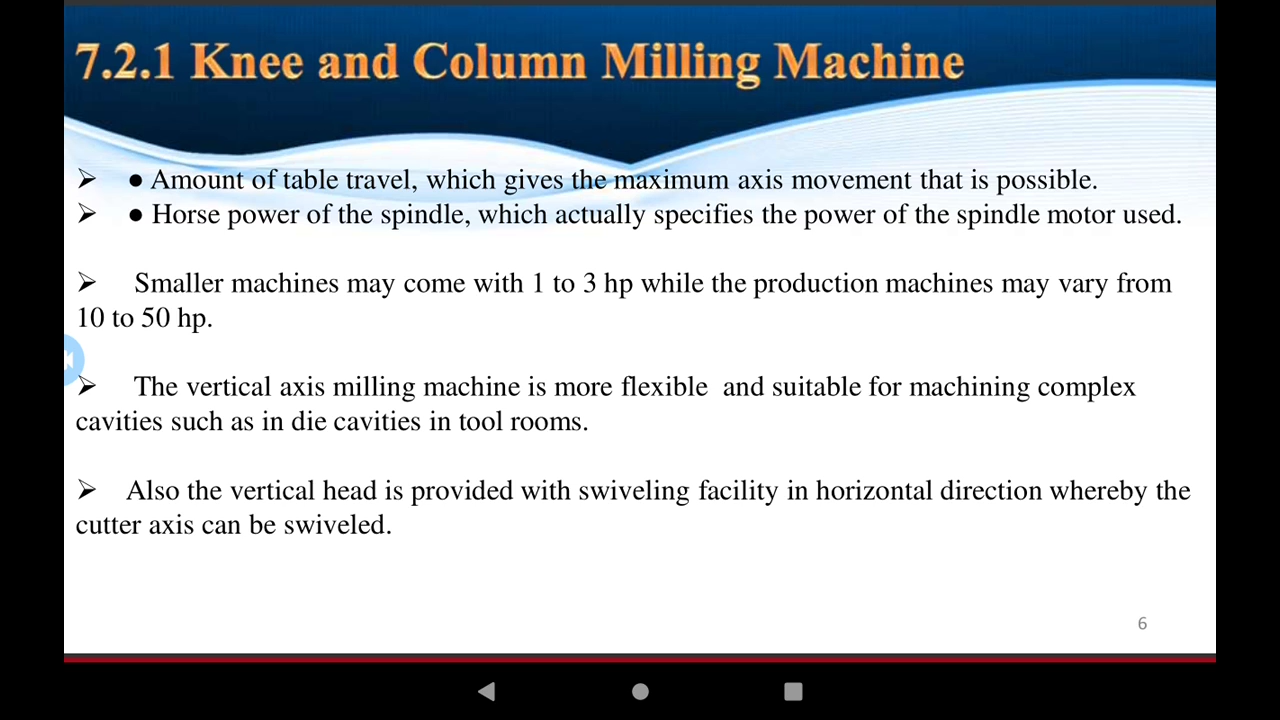 7.2.1 Knee and Column Milling Machine
➢ ● Amount of table travel, which gives the maximum axis movement that is possible.
➢ ● Horse power of the spindle, which actually specifies the power of the spindle motor used.
➢ Smaller machines may come with 1 to 3 hp while the production machines may vary from
10 to 50 hp.
➢ The vertical axis milling machine is more flexible and suitable for machining complex
cavities such as in die cavities in tool rooms.
➢ Also the vertical head is provided with swiveling facility in horizontal direction whereby the
cutter axis can be swiveled.
6